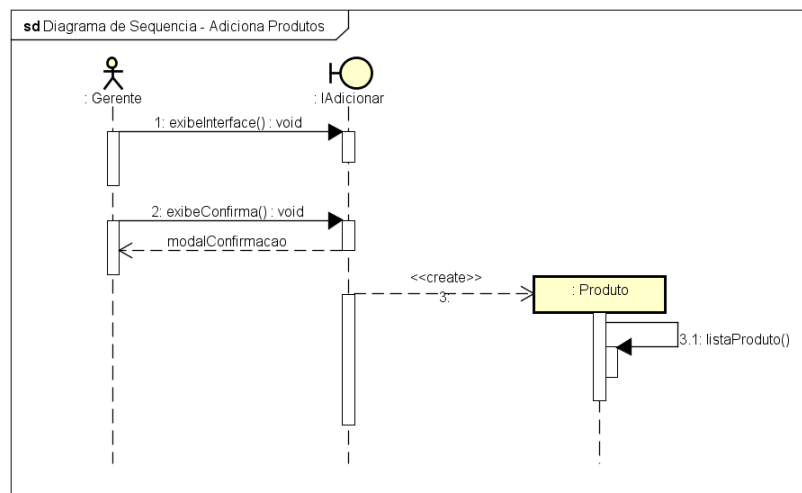 sd Diagrama de Sequencia - Adiciona Produtos
: Gerente
: IAdicionar
1: exibeInterface() : void
2: exibeConfirma() : void
modalConfirmacao
<<create>>
3:
: Produto
3.1: listaProduto()